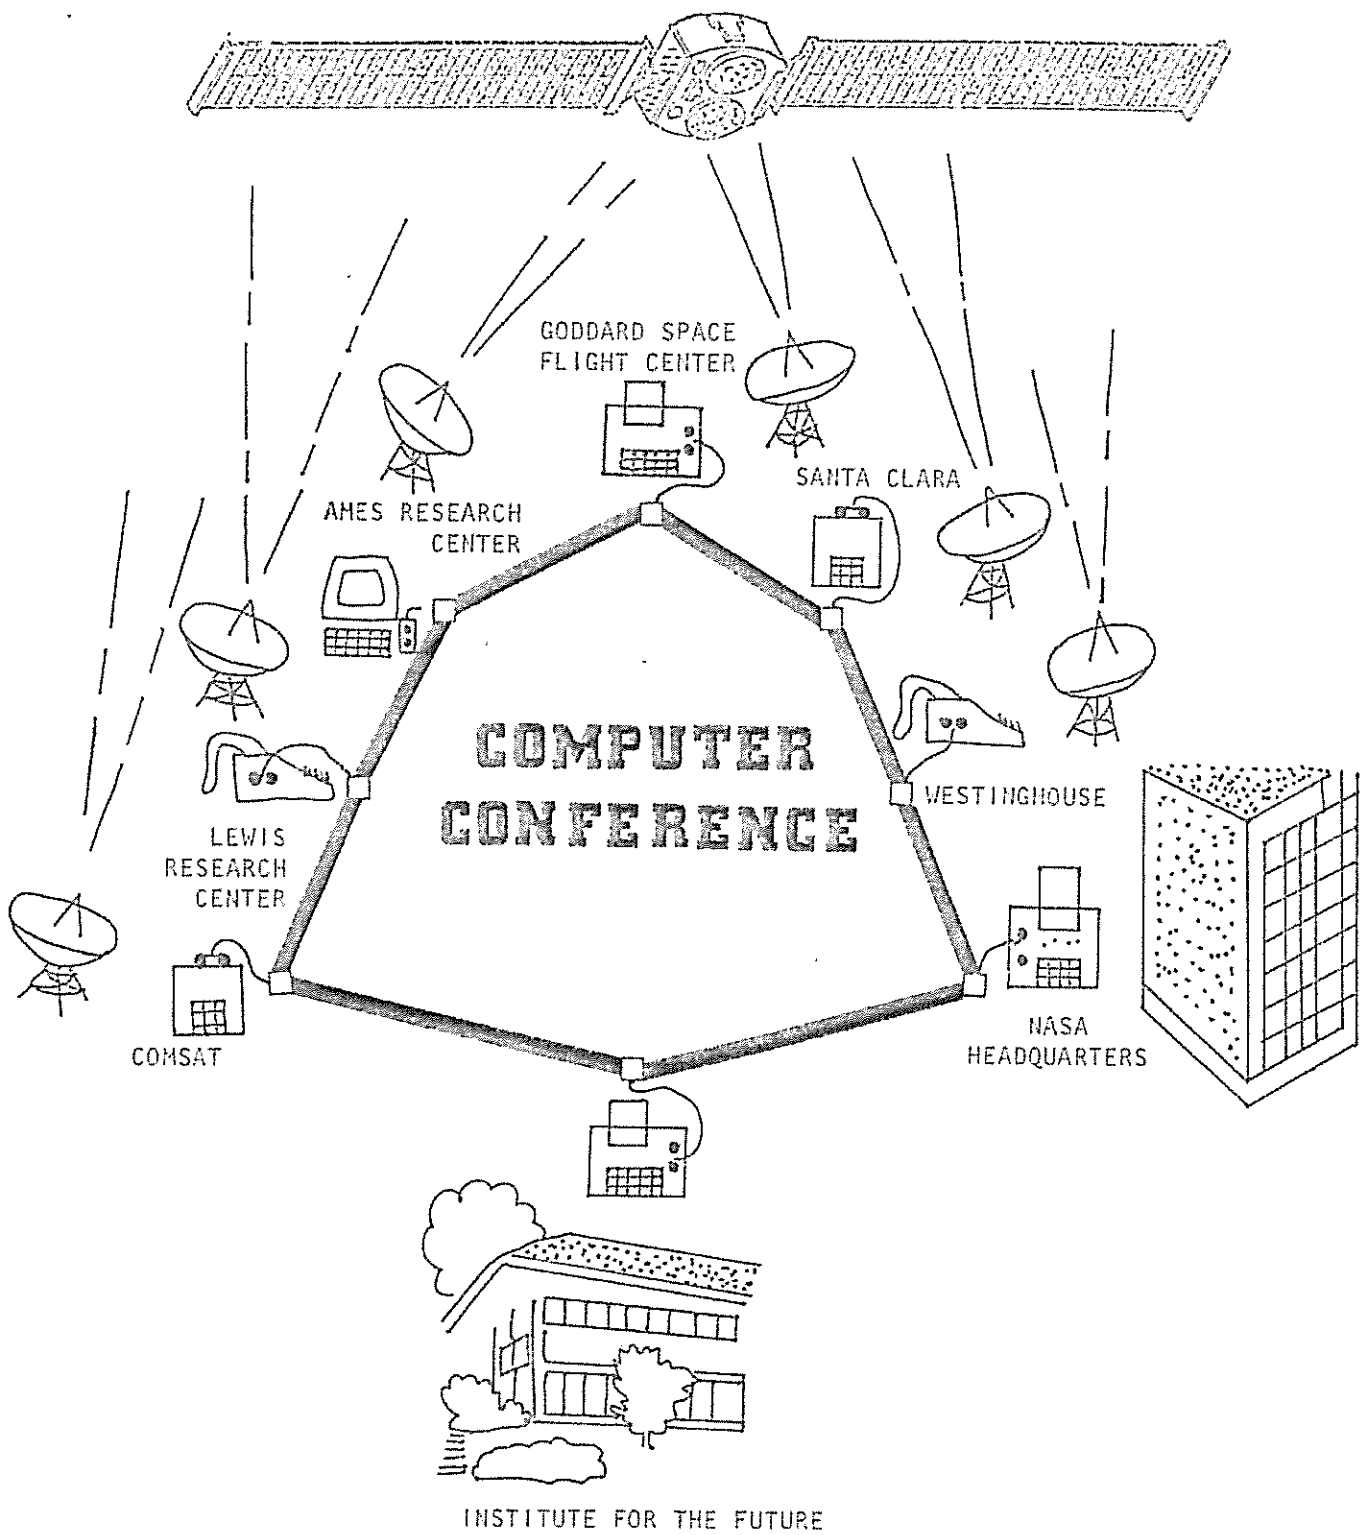 GODDARD SPACE
FLIGHT CENTER
SANTA CLARA
AMES RESEARCH
CENTER
COMPUTER
CONFERENCE
WESTINGHOUSE
LEWIS
RESEARCH
CENTER
NASA
HEADQUARTERS
COMSAT
INSTITUTE FOR THE FUTURE